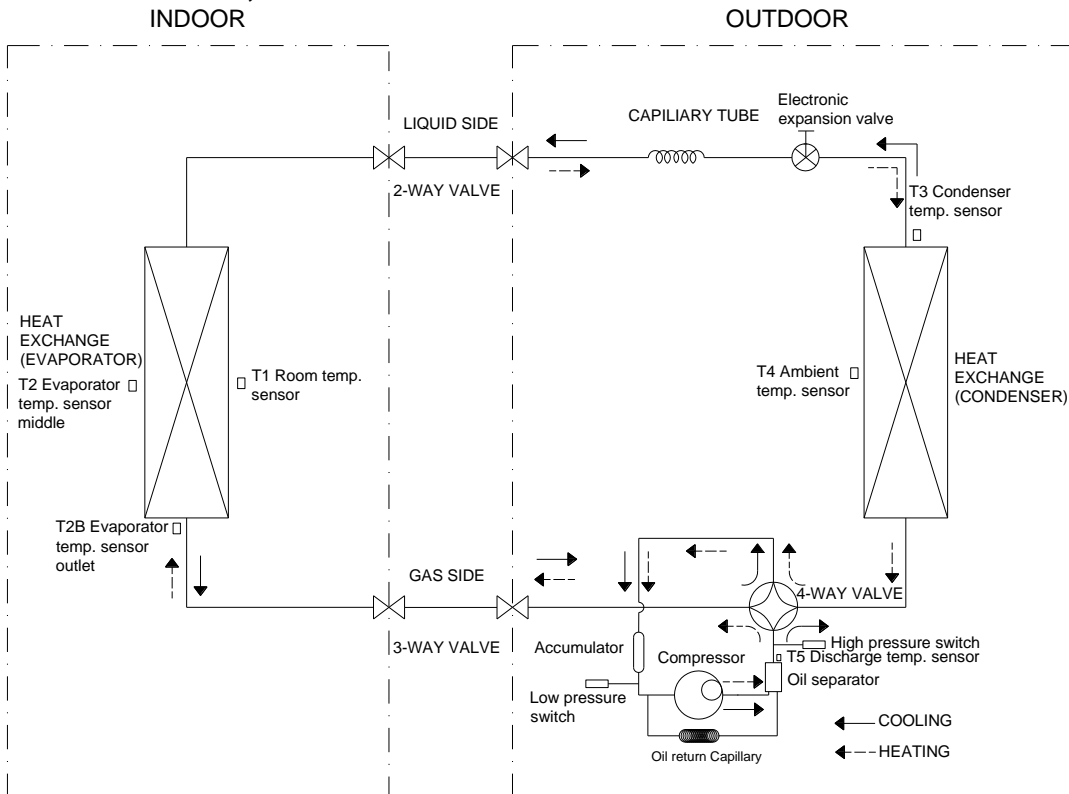 INDOOR
OUTDOOR
LIQUID SIDE
2-WAY VALVE
CAPILIARY TUBE
Electronic
expansion valve
T3 Condenser
temp. sensor
HEAT
EXCHANGE
(EVAPORATOR)
T2 Evaporator
temp. sensor
middle
T1 Room temp.
sensor
T4 Ambient
temp. sensor
HEAT
EXCHANGE
(CONDENSER)
T2B Evaporator
temp. sensor
outlet
GAS SIDE
3-WAY VALVE
4-WAY VALVE
Accumulator
Compressor
High pressure switch
T5 Discharge temp. sensor
Oil separator
Low pressure
switch
Oil return Capillary
COOLING
HEATING